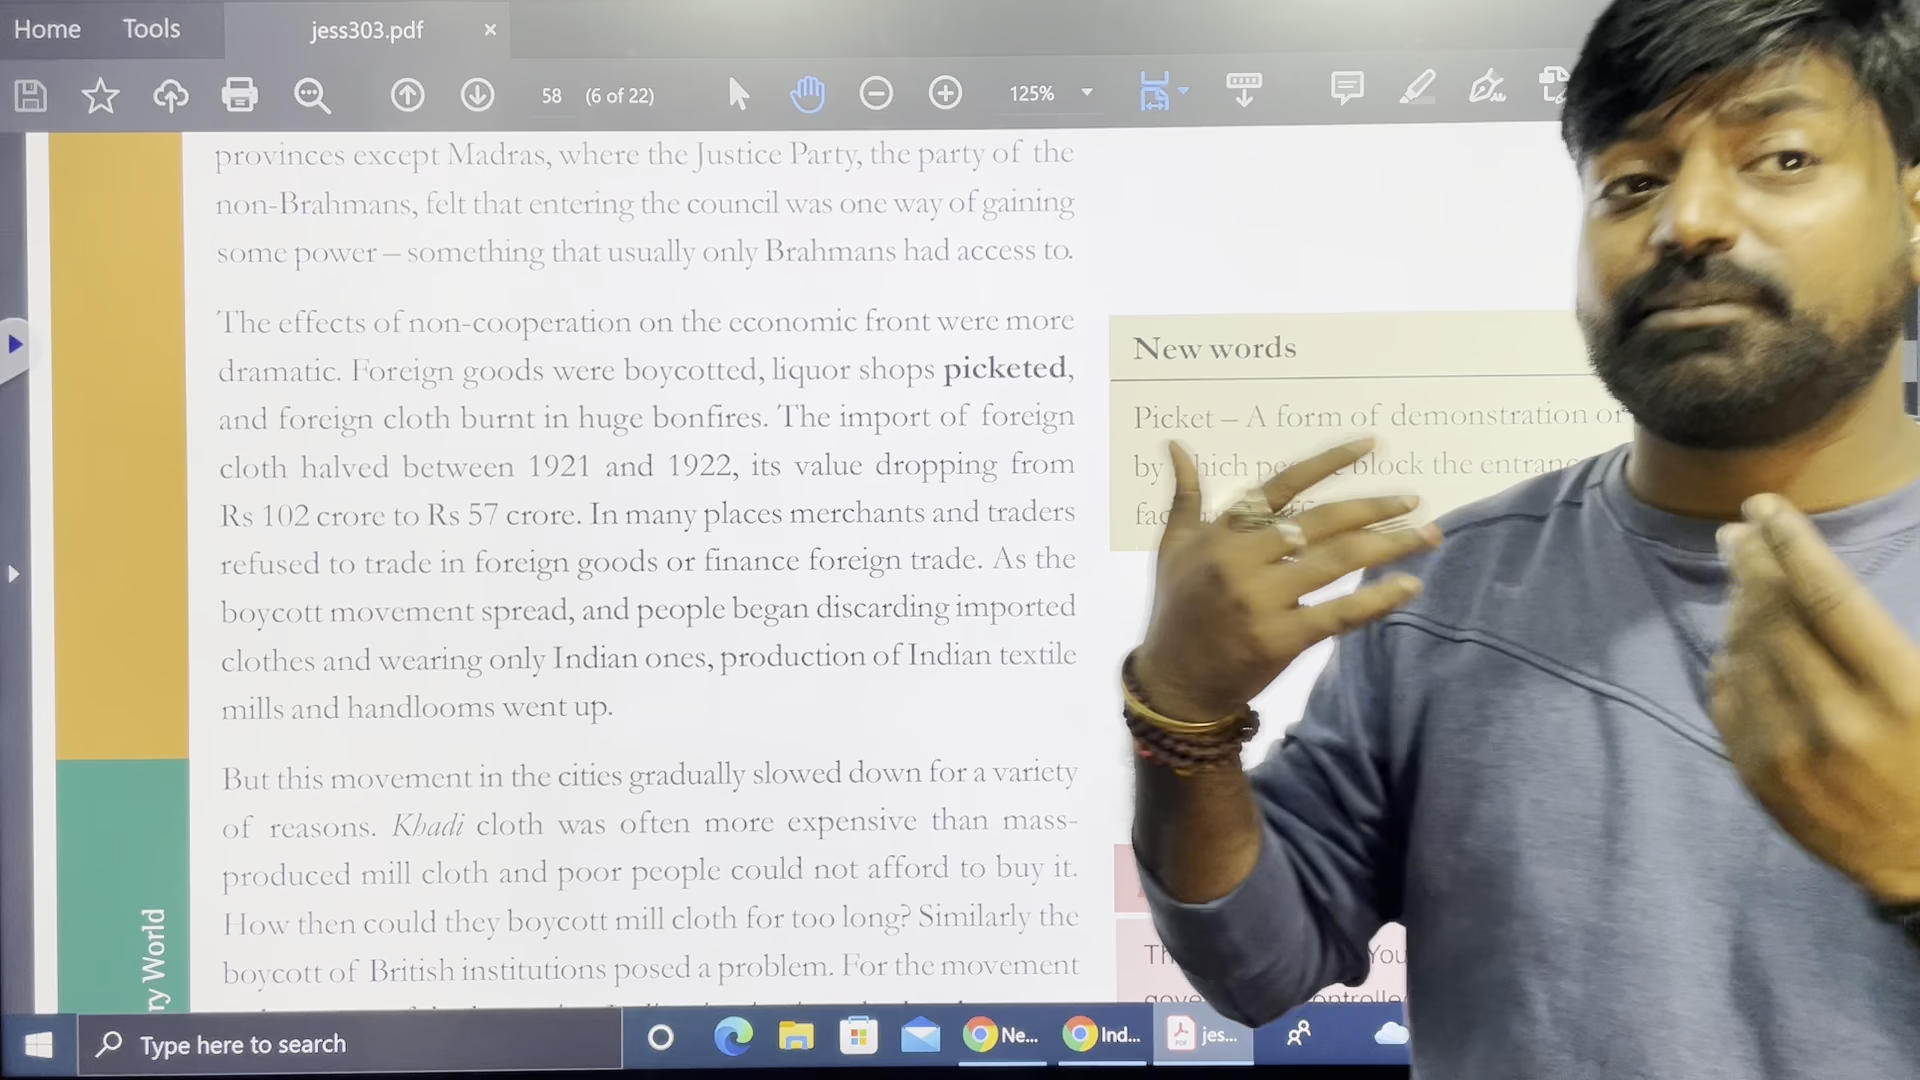 Home Tools jess303.pdf
58 (6 of 22) 125%
provinces except Madras, where the Justice Party, the party of the
non-Brahmans, felt that entering the council was one way of gaining
some power – something that usually only Brahmans had access to.
The effects of non-cooperation on the economic front were more
dramatic. Foreign goods were boycotted, liquor shops picketed,
and foreign cloth burnt in huge bonfires. The import of foreign
cloth halved between 1921 and 1922, its value dropping from
Rs 102 crore to Rs 57 crore. In many places merchants and traders
refused to trade in foreign goods or finance foreign trade. As the
boycott movement spread, and people began discarding imported
clothes and wearing only Indian ones, production of Indian textile
mills and handlooms went up.
But this movement in the cities gradually slowed down for a variety
of reasons. Khadi cloth was often more expensive than mass-
produced mill cloth and poor people could not afford to buy it.
How then could they boycott mill cloth for too long? Similarly the
boycott of British institutions posed a problem. For the movement
New words
Picket – A form of demonstration or
by block the
ry World
Type here to search
Ne... Ind... jes...